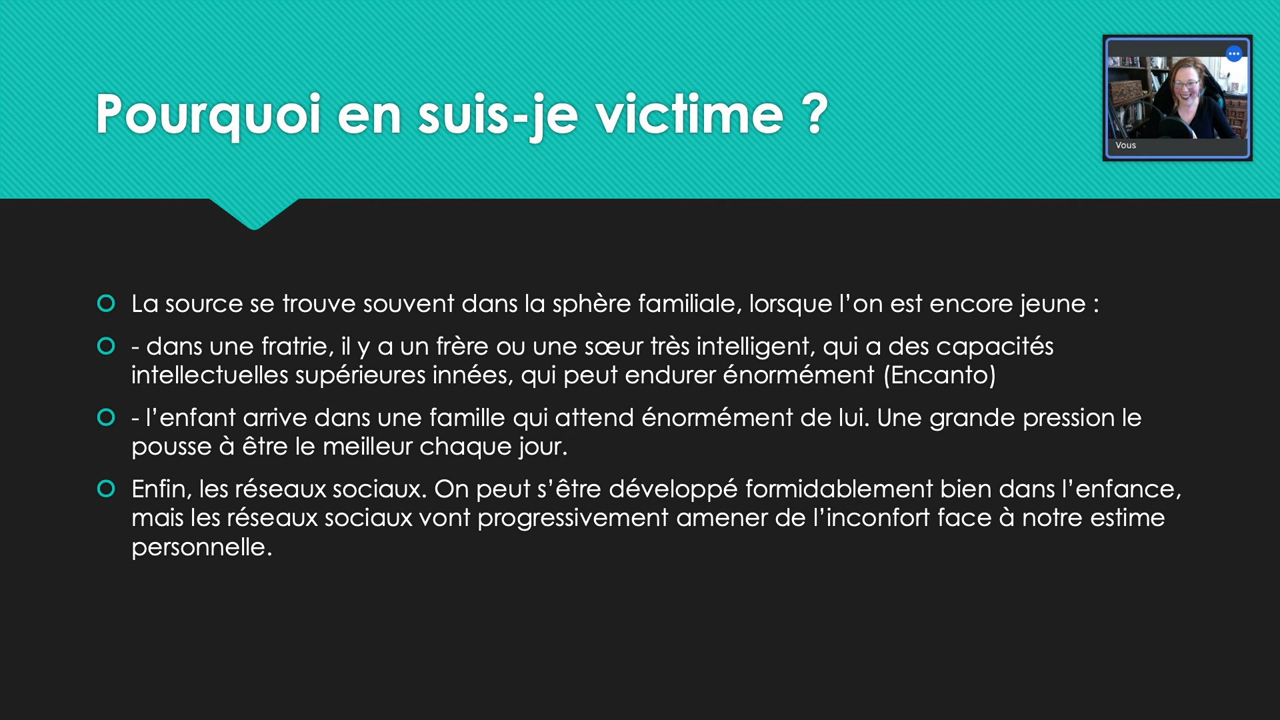 Pourquoi en suis-je victime ?
Vous
La source se trouve souvent dans la sphère familiale, lorsque l’on est encore jeune :
- dans une fratrie, il y a un frère ou une sœur très intelligent, qui a des capacités
intellectuelles supérieures innées, qui peut endurer énormément (Encanto)
- l’enfant arrive dans une famille qui attend énormément de lui. Une grande pression le
pousse à être le meilleur chaque jour.
Enfin, les réseaux sociaux. On peut s’être développé formidablement bien dans l’enfance,
mais les réseaux sociaux vont progressivement amener de l’inconfort face à notre estime
personnelle.